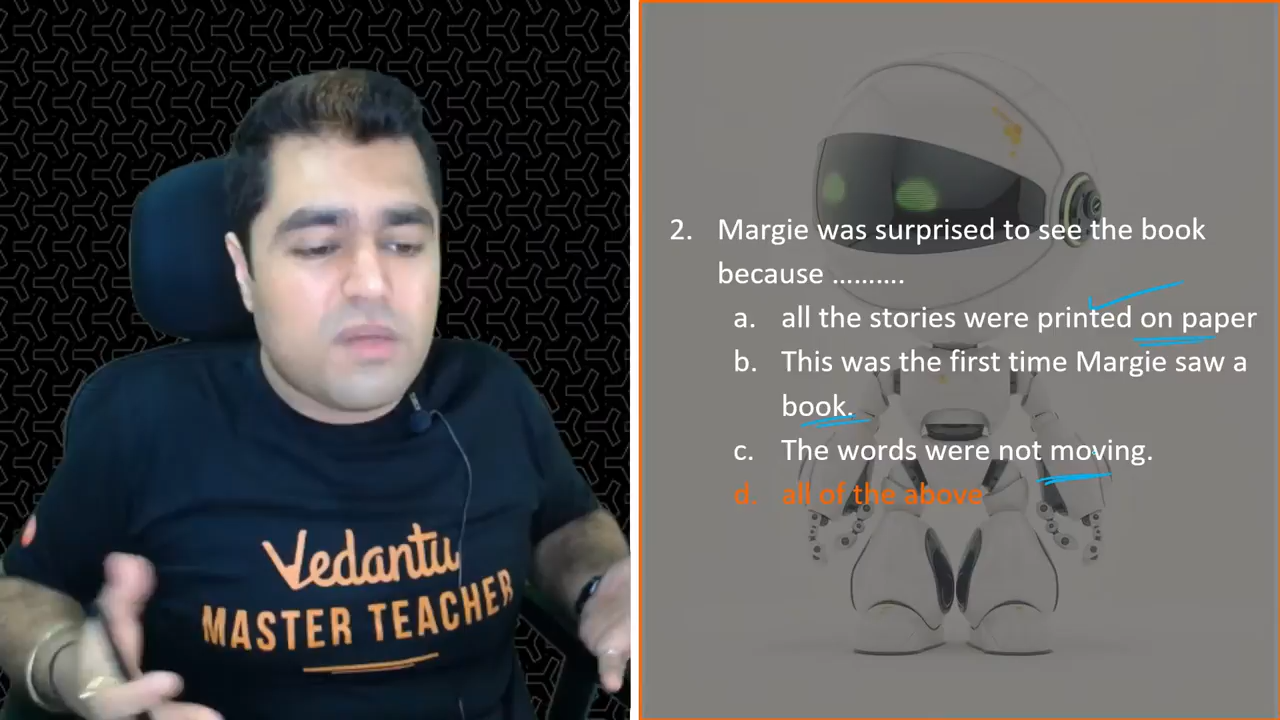 Vedantu
MASTER TEACHER
2. Margie was surprised to see the book
because ……….
a. all the stories were printed on paper
b. This was the first time Margie saw a
book.
c. The words were not moving.
d. all of the above